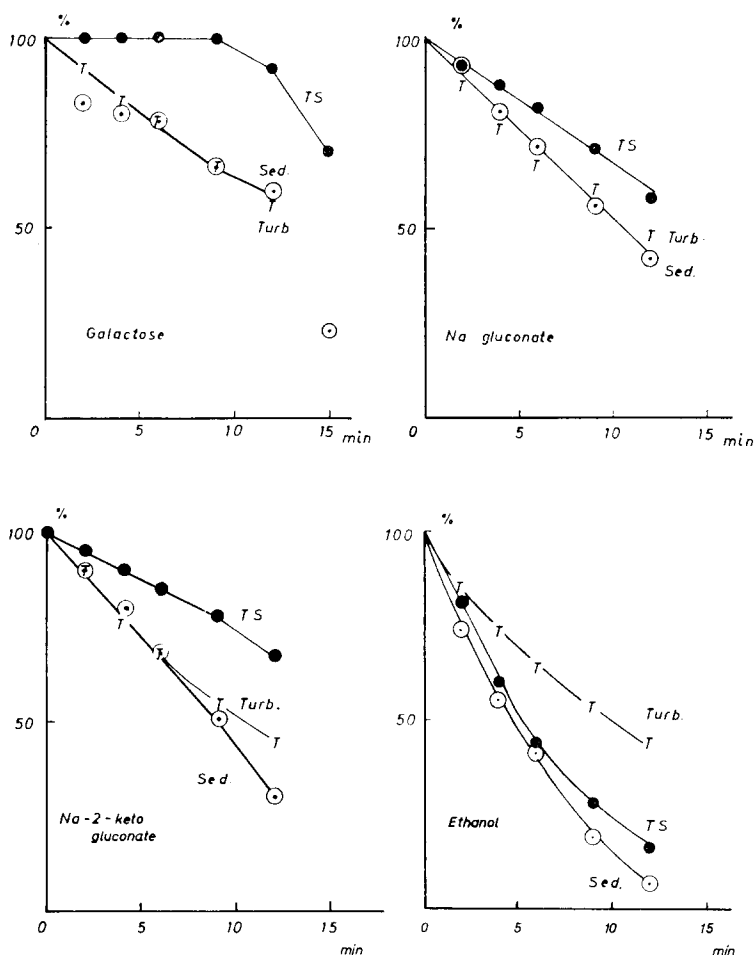 %
100
50
0
5
10
15
min
T
T
T
T
T
TS
Sed.
Turb
Galactose
%
100
50
0
5
10
15
min
T
T
T
T
T
TS
Turb.
Sed.
Na gluconate
%
100
50
0
5
10
15
min
T
T
T
T
T
TS
Turb.
Sed.
Na-2-keto
gluconate
%
100
50
0
5
10
15
min
T
T
T
T
T
Turb.
TS
Sed.
Ethanol